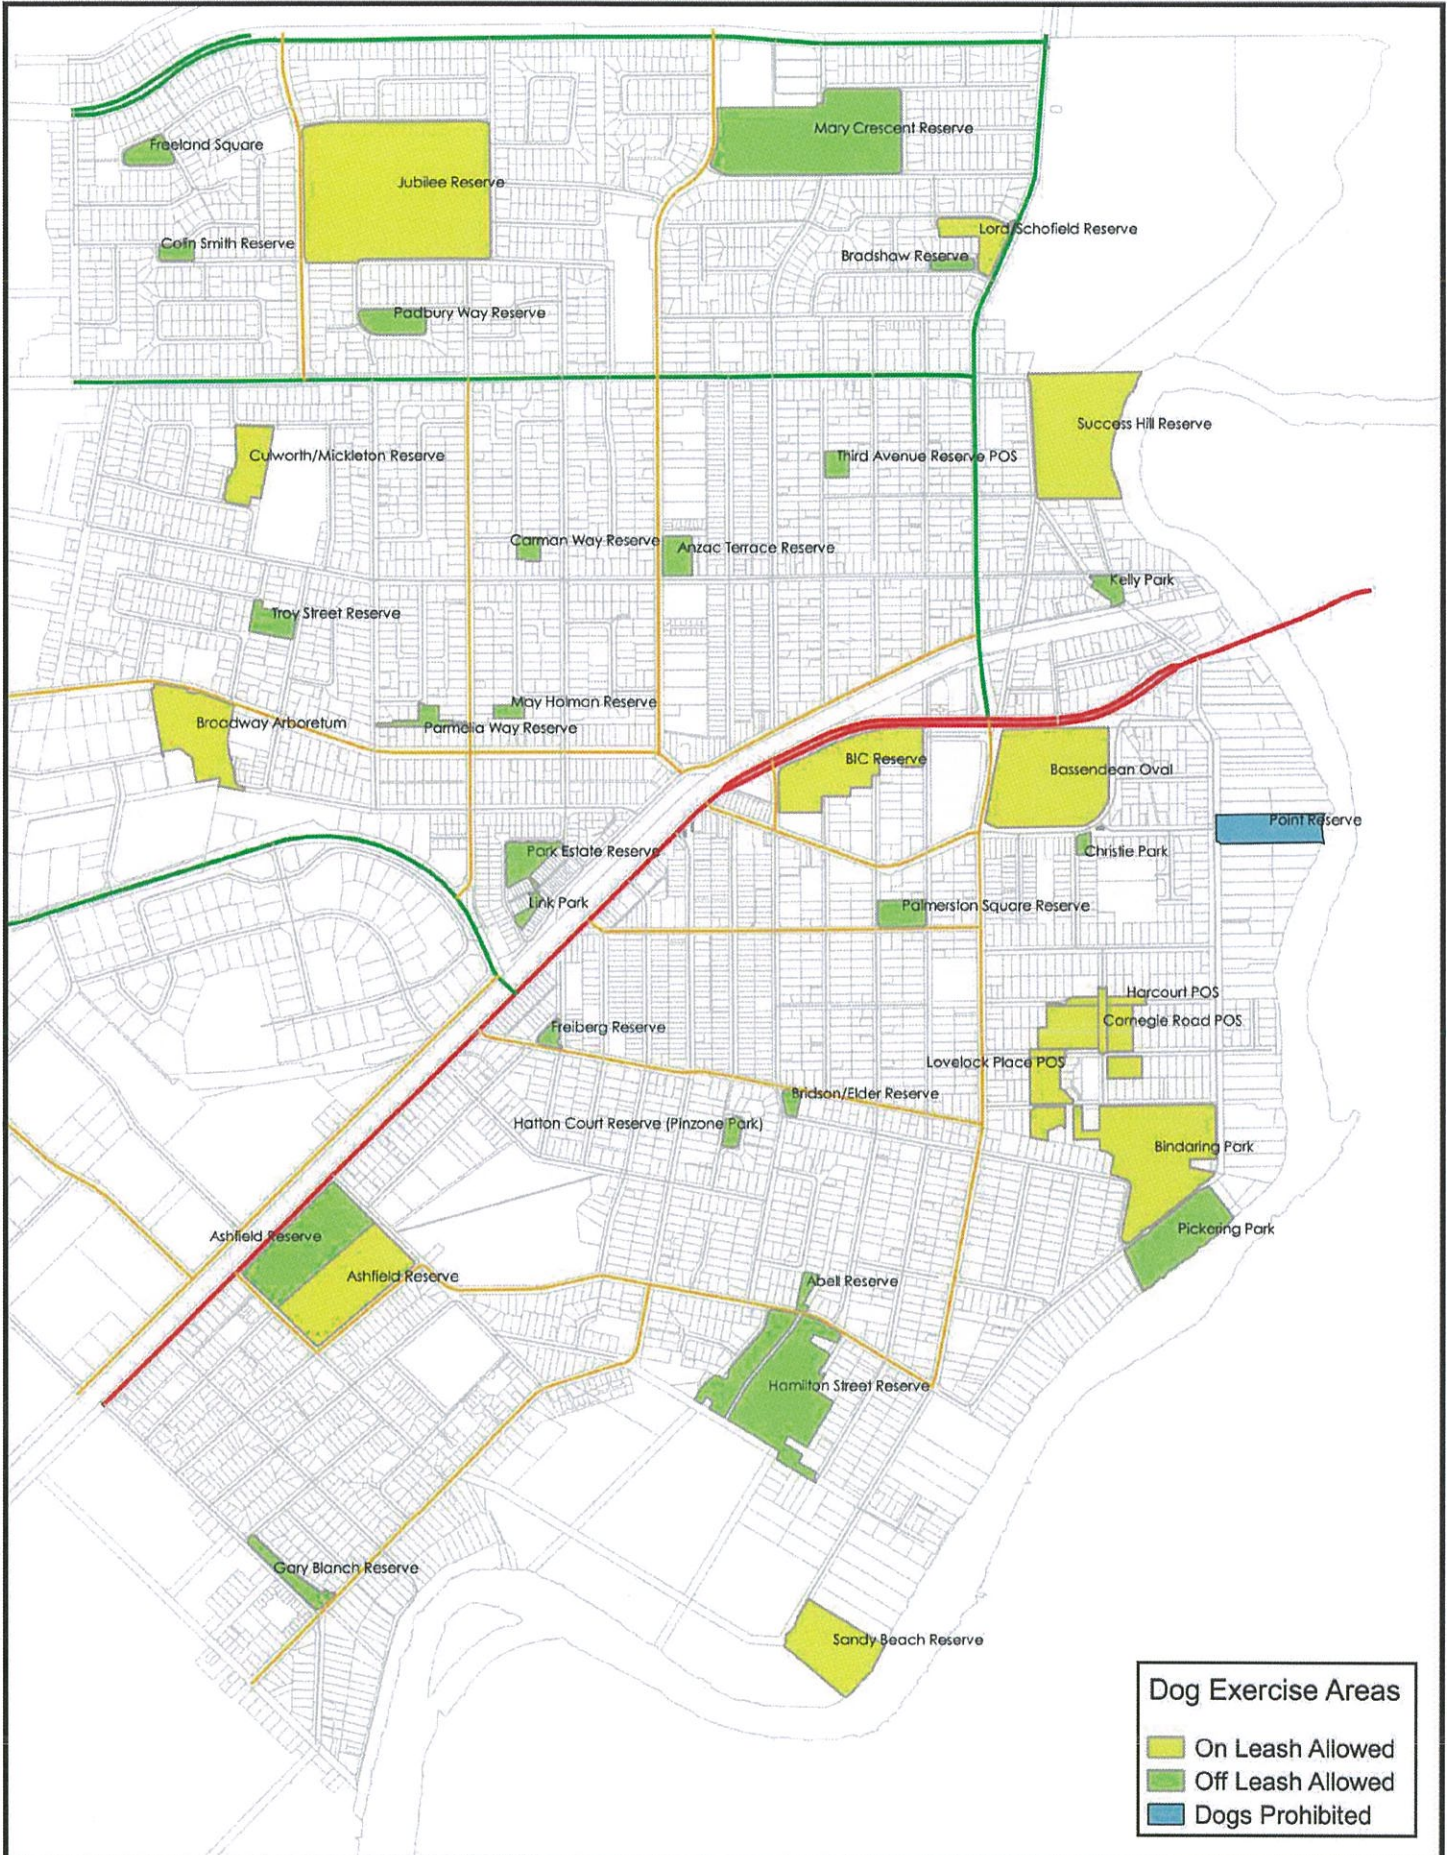 Freeland Square
Mary Crescent Reserve
Jubilee Reserve
Colin Smith Reserve
Lord/Schofield Reserve
Bradshaw Reserve
Padbury Way Reserve
Success Hill Reserve
Culworth/Mickleton Reserve
Third Avenue Reserve POS
Carman Way Reserve
Anzac Terrace Reserve
Kelly Park
Troy Street Reserve
May Holman Reserve
Broadway Arboretum
Parmelia Way Reserve
BIC Reserve
Bassendean Oval
Point Reserve
Park Estate Reserve
Christie Park
Link Park
Palmerston Square Reserve
Harcourt POS
Carnegie Road POS
Freiberg Reserve
Lovelock Place POS
Bridson/Elder Reserve
Hatton Court Reserve (Pinzone Park)
Bindaring Park
Pickering Park
Ashfield Reserve
Ashfield Reserve
Abell Reserve
Hamilton Street Reserve
Gary Blanch Reserve
Sandy Beach Reserve
Dog Exercise Areas
On Leash Allowed
Off Leash Allowed
Dogs Prohibited